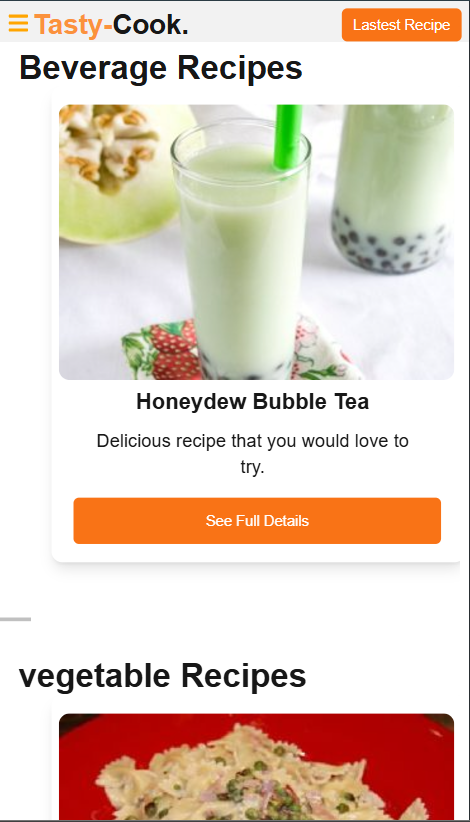 Tasty-Cook.
Lastest Recipe
Beverage Recipes
Honeydew Bubble Tea
Delicious recipe that you would love to
try.
See Full Details
vegetable Recipes